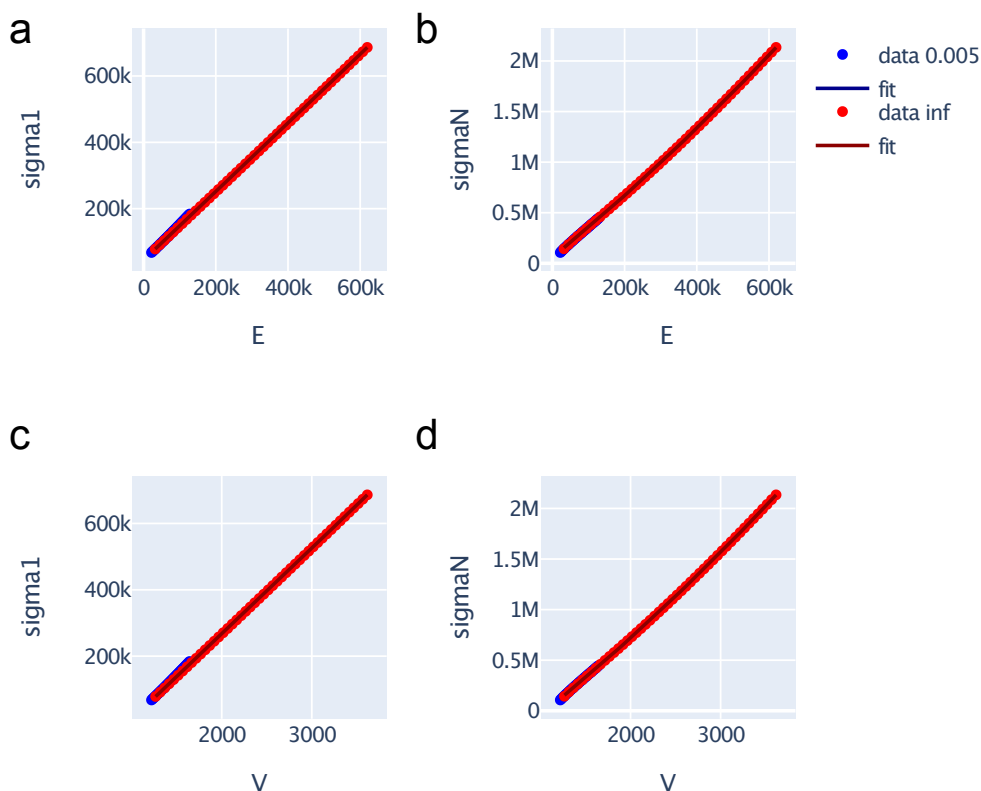 a
600k
400k
200k
sigma1
0
200k
400k
600k
E
b
2M
1.5M
1M
0.5M
0
sigmaN
0
200k
400k
600k
E
data 0.005
fit
data inf
fit
c
600k
400k
200k
sigma1
2000
3000
V
d
2M
1.5M
1M
0.5M
0
sigmaN
2000
3000
V